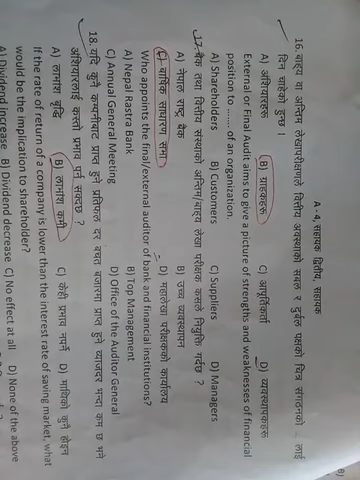 A - 4, सहायक द्वितीय, सहायक
16. वाह्य वा अन्तिम लेखापरीक्षणले वित्तीय अवस्थाको सबल र दुर्बल पक्षको चित्र संगठनको .. लाई
दिन चाहेको हुन्छ ।
A) अंशियारहरू B) ग्राहकहरू C) आपूर्तिकर्ता D) व्यवस्थापकहरू
External or Final Audit aims to give a picture of strengths and weaknesses of financial
position to ...... of an organization.
A) Shareholders B) Customers C) Suppliers D) Managers
17. बैंक तथा वित्तीय संस्थाको अन्तिम/वाह्य लेखा परीक्षक कसले नियुक्ति गर्दछ ?
A) नेपाल राष्ट्र बैंक B) उच्च व्यवस्थापन
C) वार्षिक साधारण सभा D) महालेखा परीक्षकको कार्यालय
Who appoints the final/external auditor of bank and financial institutions?
A) Nepal Rastra Bank B) Top Management
C) Annual General Meeting D) Office of the Auditor General
18. यदि कुनै कम्पनीबाट प्राप्त हुने प्रतिफल दर बचत बजारमा प्राप्त हुने व्याजदर भन्दा कम छ भने
अंशियारलाई कस्तो प्रभाव पर्न सक्दछ ?
A) लाभांश बृद्धि B) लाभांश कमी C) केही प्रभाव नपर्ने D) माथिको कुनै होइन
If the rate of return of a company is lower than the interest rate of saving market, what
would be the implication to shareholder?
A) Dividend Increase B) Dividend decrease C) No effect at all D) None of the above